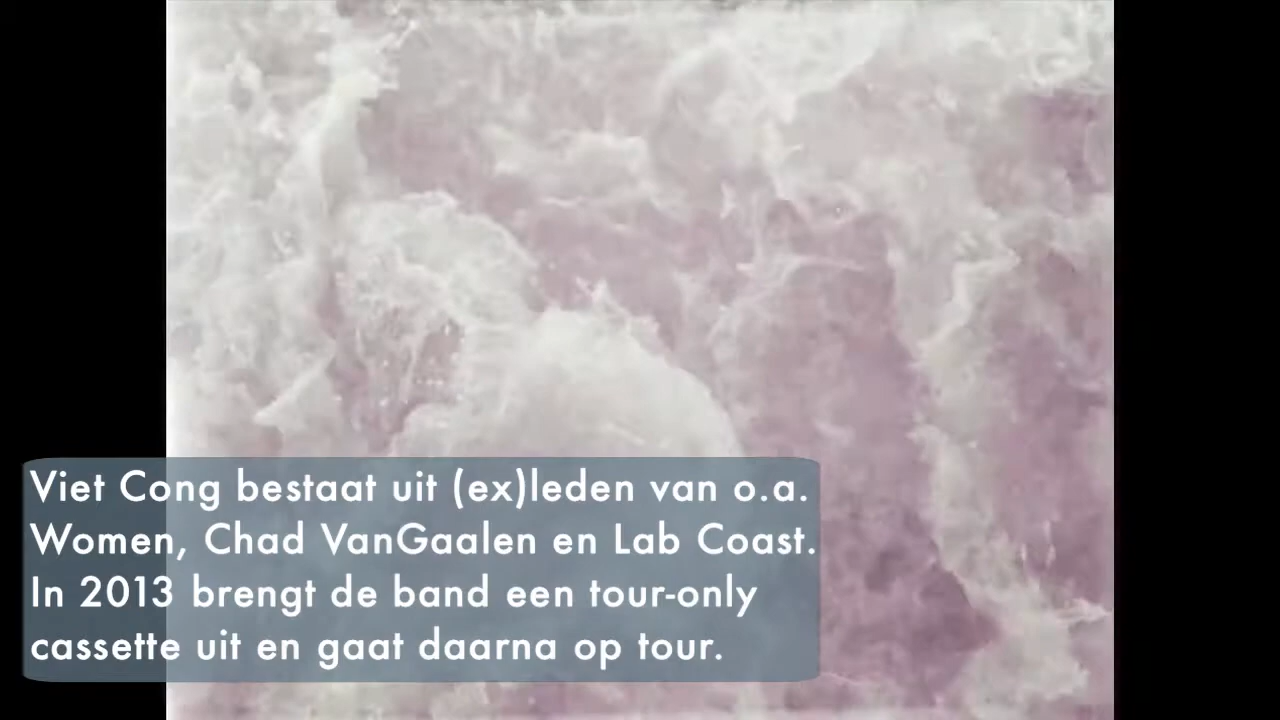 Viet Cong bestaat uit (ex)leden van o.a.
Women, Chad VanGaalen en Lab Coast.
In 2013 brengt de band een tour-only
cassette uit en gaat daarna op tour.